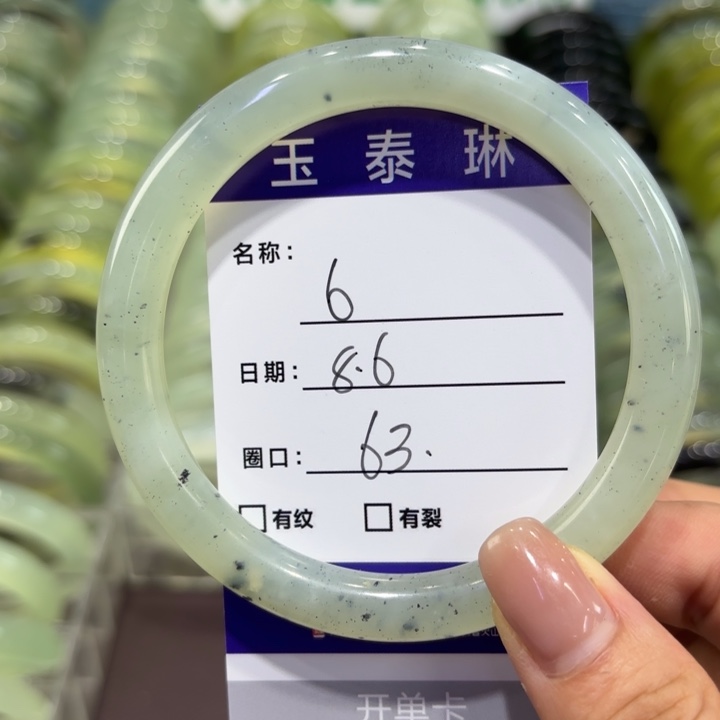 玉泰琳
名称: 6
日期: 8.6
圈口: 63.
□有纹 □有裂
开单卡